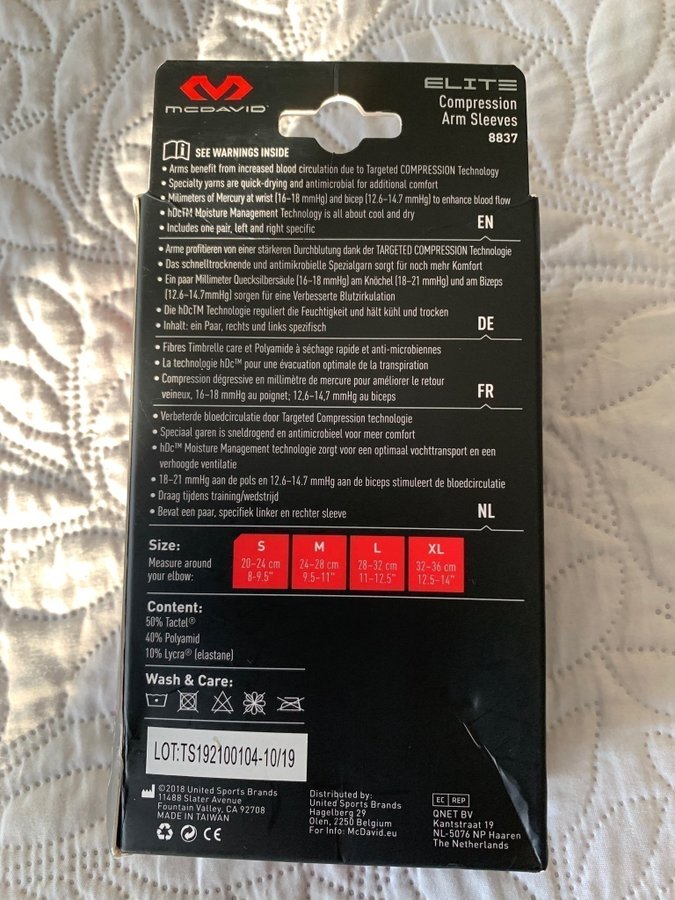 McDAVID
ELITE
Compression
Arm Sleeves
8837
SEE WARNINGS INSIDE
• Arms benefit from increased blood circulation due to Targeted COMPRESSION Technology
• Specialty yarns are quick-drying and antimicrobial for additional comfort
• Milimeters of Mercury at wrist (16-18 mmHg) and bicep (12.6-14.7 mmHg) to enhance blood flow
• hDcTM Moisture Management Technology is all about cool and dry
• Includes one pair, left and right specific
EN
• Arme profitieren von einer stärkeren Durchblutung dank der TARGETED COMPRESSION Technologie
• Das schnelltrocknende und antimikrobielle Spezialgarn sorgt für noch mehr Komfort
• Ein paar Millimeter Quecksilbersäule (16-18 mmHg) am Knöchel (18-21 mmHg) und am Bizeps
(12.6-14.7mmHg) sorgen für eine Verbesserte Blutzirkulation
• Die hDcTM Technologie reguliert die Feuchtigkeit und hält kühl und trocken
• Inhalt: ein Paar, rechts und links spezifisch
DE
• Fibres Timbrelle care et Polyamide à séchage rapide et anti-microbiennes
• La technologie hDc™ pour une évacuation optimale de la transpiration
• Compression dégressive en millimètre de mercure pour améliorer le retour
veineux, 16-18 mmHg au poignet; 12,6-14,7 mmHg au biceps
FR
• Verbeterde bloedcirculatie door Targeted Compression technologie
• Speciaal garen is sneldrogend en antimicrobieel voor meer comfort
• hDc™ Moisture Management technologie zorgt voor een optimaal vochttransport en een
verhoogde ventilatie
• 18-21 mmHg aan de pols en 12.6-14.7 mmHg aan de biceps stimuleert de bloedcirculatie
• Draag tijdens training/wedstrijd
• Bevat een paar, specifiek linker en rechter sleeve
NL
Size:
Measure around
your elbow:
S
20-24 cm
8-9.5"
M
24-28 cm
9.5-11"
L
28-32 cm
11-12.5"
XL
32-36 cm
12.5-14"
Content:
50% Tactel®
40% Polyamid
10% Lycra® (elastane)
Wash & Care:
LOT:TS192100104-10/19
©2018 United Sports Brands
11488 Slater Avenue
Fountain Valley, CA 92708
MADE IN TAIWAN
CE
Distributed by:
United Sports Brands
Hagelberg 29
Olen, 2250 Belgium
For Info: McDavid.eu
EC REP
QNET BV
Kantstraat 19
NL-5076 NP Haaren
The Netherlands